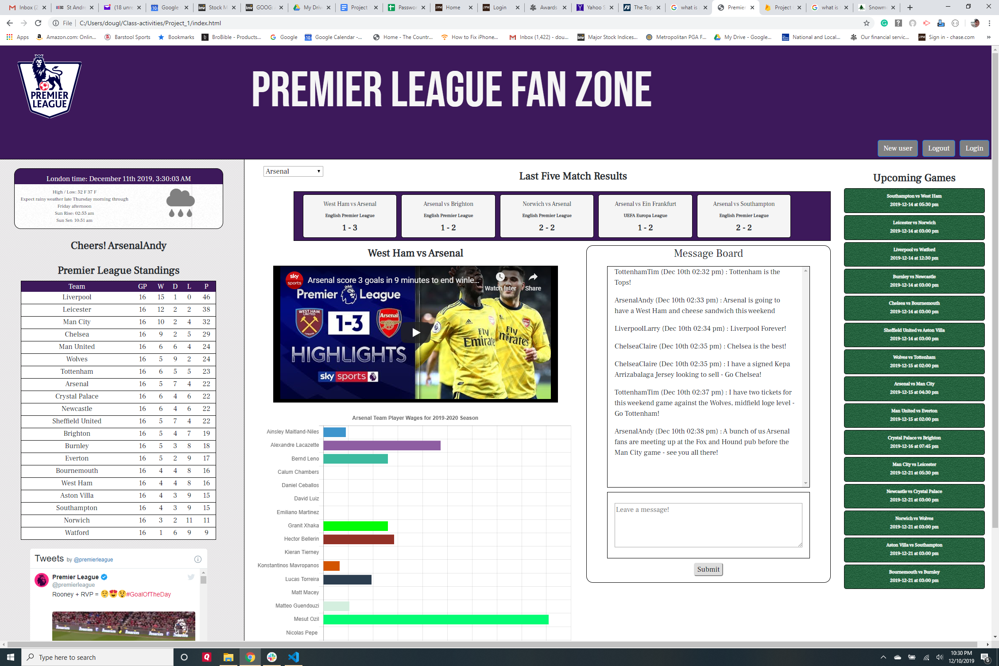 Inbox (2
St Andre
(18 unre
Google
Stock M
GOOG:
My Driv
Project
Passwor
Home
Login
Awards
Yahoo S
The Top
what is
Premier
Project
what is
Snowm
File
C:/Users/dougl/Class-activities/Project_1/index.html
Apps
Amazon.com: Onlin...
Barstool Sports
Bookmarks
BroBible - Products...
Google
Google Calendar -...
Home - The Countr...
How to Fix iPhone...
Inbox (1,422) - dou...
Major Stock Indices...
Metropolitan PGA F...
My Drive - Google...
National and Local...
Our financial servic...
Sign in - chase.com
PREMIER
LEAGUE
PREMIER LEAGUE FAN ZONE
New user
Logout
Login
London time: December 11th 2019, 3:30:03 AM
High / Low: 52 F 37 F
Expect rainy weather late Thursday morning through
Friday afternoon
Sun Rise: 02:55 am
Sun Set: 10:51 am
Cheers! ArsenalAndy
Premier League Standings
Team GP W D L P
Liverpool 16 15 1 0 46
Leicester 16 12 2 2 38
Man City 16 10 2 4 32
Chelsea 16 9 2 5 29
Man United 16 6 6 4 24
Wolves 16 5 9 2 24
Tottenham 16 6 5 5 23
Arsenal 16 5 7 4 22
Crystal Palace 16 6 4 6 22
Newcastle 16 6 4 6 22
Sheffield United 16 5 7 4 22
Brighton 16 5 4 7 19
Burnley 16 5 3 8 18
Everton 16 5 2 9 17
Bournemouth 16 4 4 8 16
West Ham 16 4 4 8 16
Aston Villa 16 4 3 9 15
Southampton 16 4 3 9 15
Norwich 16 3 2 11 11
Watford 16 1 6 9 9
Tweets by @premierleague
Premier League
@premierleague
Rooney + RVP = 🤤😍😲#GoalOfTheDay
bwin bwin bwin bwin
Arsenal
Last Five Match Results
West Ham vs Arsenal
English Premier League
1 - 3
Arsenal vs Brighton
English Premier League
1 - 2
Norwich vs Arsenal
English Premier League
2 - 2
Arsenal vs Ein Frankfurt
UEFA Europa League
1 - 2
Arsenal vs Southampton
English Premier League
2 - 2
West Ham vs Arsenal
sky sports
Arsenal score 3 goals in 9 minutes to end winle...
Watch later
Share
Premier League
WEST HAM UNITED LONDON
1-3
Arsenal
HIGHLIGHTS
sky sports
Fly Emirates
Fly Emirates
Arsenal Team Player Wages for 2019-2020 Season
Ainsley Maitland-Niles
Alexandre Lacazette
Bernd Leno
Calum Chambers
Daniel Ceballos
David Luiz
Emiliano Martinez
Granit Xhaka
Hector Bellerin
Kieran Tierney
Konstantinos Mavropanos
Lucas Torreira
Matt Macey
Matteo Guendouzi
Mesut Ozil
Nicolas Pepe
Message Board
TottenhamTim (Dec 10th 02:32 pm) : Tottenham is the
Tops!
ArsenalAndy (Dec 10th 02:33 pm) : Arsenal is going to
have a West Ham and cheese sandwich this weekend
LiverpoolLarry (Dec 10th 02:34 pm) : Liverpool Forever!
ChelseaClaire (Dec 10th 02:35 pm) : Chelsea is the best!
ChelseaClaire (Dec 10th 02:35 pm) : I have a signed Kepa
Arrizabalaga Jersey looking to sell - Go Chelsea!
TottenhamTim (Dec 10th 02:37 pm) : I have two tickets for
this weekend game against the Wolves, midfield loge level -
Go Tottenham!
ArsenalAndy (Dec 10th 02:38 pm) : A bunch of us Arsenal
fans are meeting up at the Fox and Hound pub before the
Man City game - see you all there!
Leave a message!
Submit
Upcoming Games
Southampton vs West Ham
2019-12-14 at 05:30 pm
Leicester vs Norwich
2019-12-14 at 03:00 pm
Liverpool vs Watford
2019-12-14 at 12:30 pm
Burnley vs Newcastle
2019-12-14 at 03:00 pm
Chelsea vs Bournemouth
2019-12-14 at 03:00 pm
Sheffield United vs Aston Villa
2019-12-14 at 03:00 pm
Wolves vs Tottenham
2019-12-15 at 02:00 pm
Arsenal vs Man City
2019-12-15 at 04:30 pm
Man United vs Everton
2019-12-15 at 02:00 pm
Crystal Palace vs Brighton
2019-12-16 at 07:45 pm
Man City vs Leicester
2019-12-21 at 05:30 pm
Newcastle vs Crystal Palace
2019-12-21 at 03:00 pm
Norwich vs Wolves
2019-12-21 at 03:00 pm
Aston Villa vs Southampton
2019-12-21 at 03:00 pm
Bournemouth vs Burnley
2019-12-21 at 03:00 pm
Type here to search
10:30 PM
12/10/2019
6